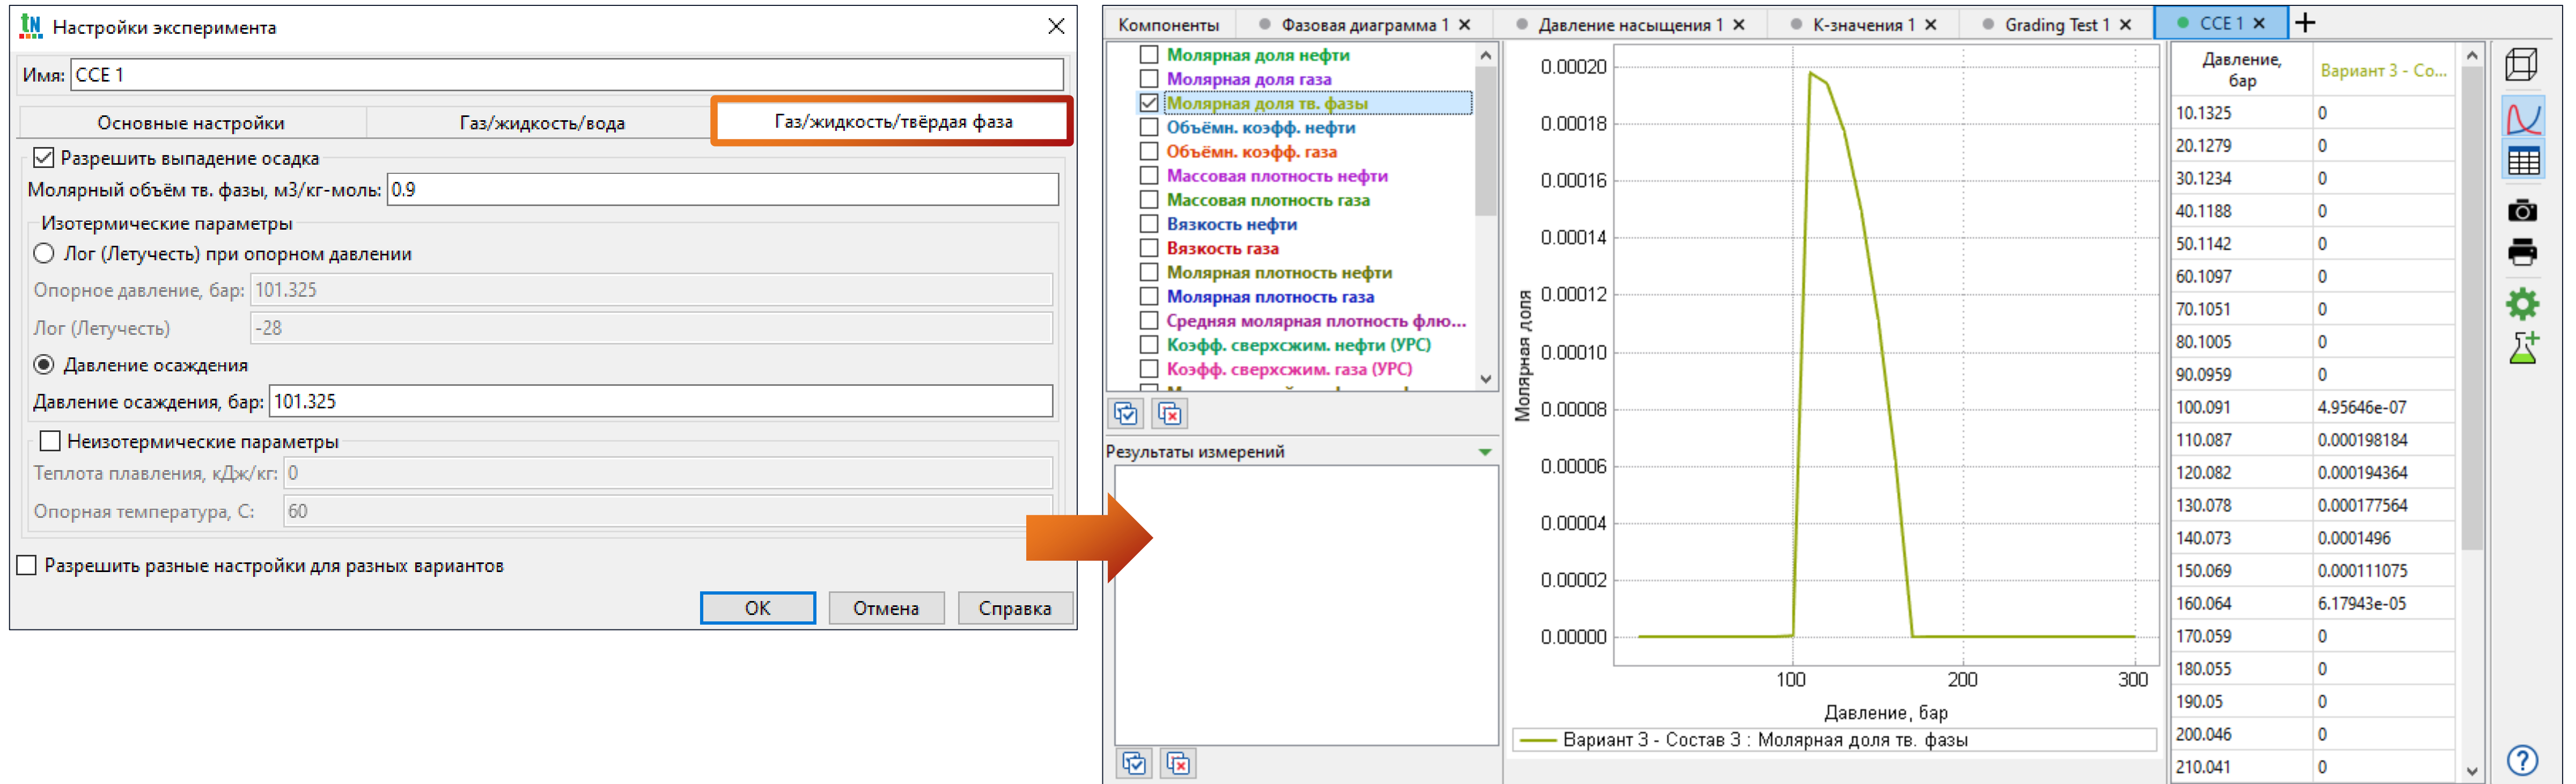 tN Настройки эксперимента
Имя: CCE 1
Основные настройки Газ/жидкость/вода Газ/жидкость/твёрдая фаза
Разрешить выпадение осадка
Молярный объём тв. фазы, м3/кг-моль: 0.9
Изотермические параметры
Лог (Летучесть) при опорном давлении
Опорное давление, бар: 101.325
Лог (Летучесть) -28
Давление осаждения
Давление осаждения, бар: 101.325
Неизотермические параметры
Теплота плавления, кДж/кг: 0
Опорная температура, C: 60
Разрешить разные настройки для разных вариантов
ОК Отмена Справка
Компоненты Фазовая диаграмма 1 Давление насыщения 1 К-значения 1 Grading Test 1 CCE 1
Молярная доля нефти
Молярная доля газа
Молярная доля тв. фазы
Объёмн. коэфф. нефти
Объёмн. коэфф. газа
Массовая плотность нефти
Массовая плотность газа
Вязкость нефти
Вязкость газа
Молярная плотность нефти
Молярная плотность газа
Средняя молярная плотность флю...
Коэфф. сверхсжим. нефти (УРС)
Коэфф. сверхсжим. газа (УРС)
Результаты измерений
Молярная доля
0.00020
0.00018
0.00016
0.00014
0.00012
0.00010
0.00008
0.00006
0.00004
0.00002
0.00000
100 200 300
Давление, бар
Вариант 3 - Состав 3 : Молярная доля тв. фазы
Давление, бар Вариант 3 - Со...
10.1325 0
20.1279 0
30.1234 0
40.1188 0
50.1142 0
60.1097 0
70.1051 0
80.1005 0
90.0959 0
100.091 4.95646e-07
110.087 0.000198184
120.082 0.000194364
130.078 0.000177564
140.073 0.0001496
150.069 0.000111075
160.064 6.17943e-05
170.059 0
180.055 0
190.05 0
200.046 0
210.041 0